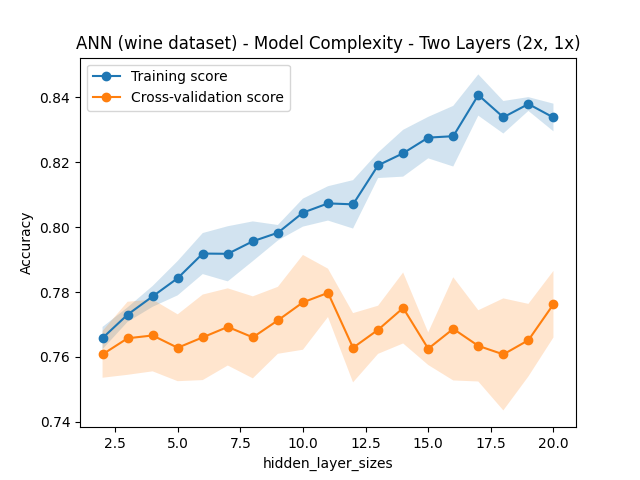 ANN (wine dataset) - Model Complexity - Two Layers (2x, 1x)
Training score
Cross-validation score
Accuracy
0.84
0.82
0.80
0.78
0.76
0.74
2.5 5.0 7.5 10.0 12.5 15.0 17.5 20.0
hidden_layer_sizes